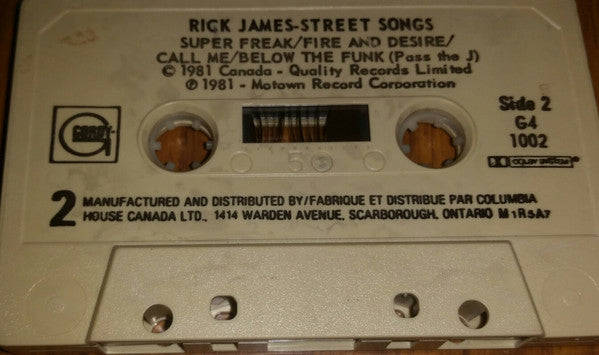 RICK JAMES-STREET SONGS
SUPER FREAK/FIRE AND DESIRE/
CALL ME/BELOW THE FUNK (Pass the J)
© 1981 Canada - Quality Records Limited
℗ 1981 - Motown Record Corporation
GORDY
Side 2
G4
1002
2 MANUFACTURED AND DISTRIBUTED BY/FABRIQUE ET DISTRIBUE PAR COLUMBIA
HOUSE CANADA LTD., 1414 WARDEN AVENUE, SCARBOROUGH, ONTARIO M1R5A7